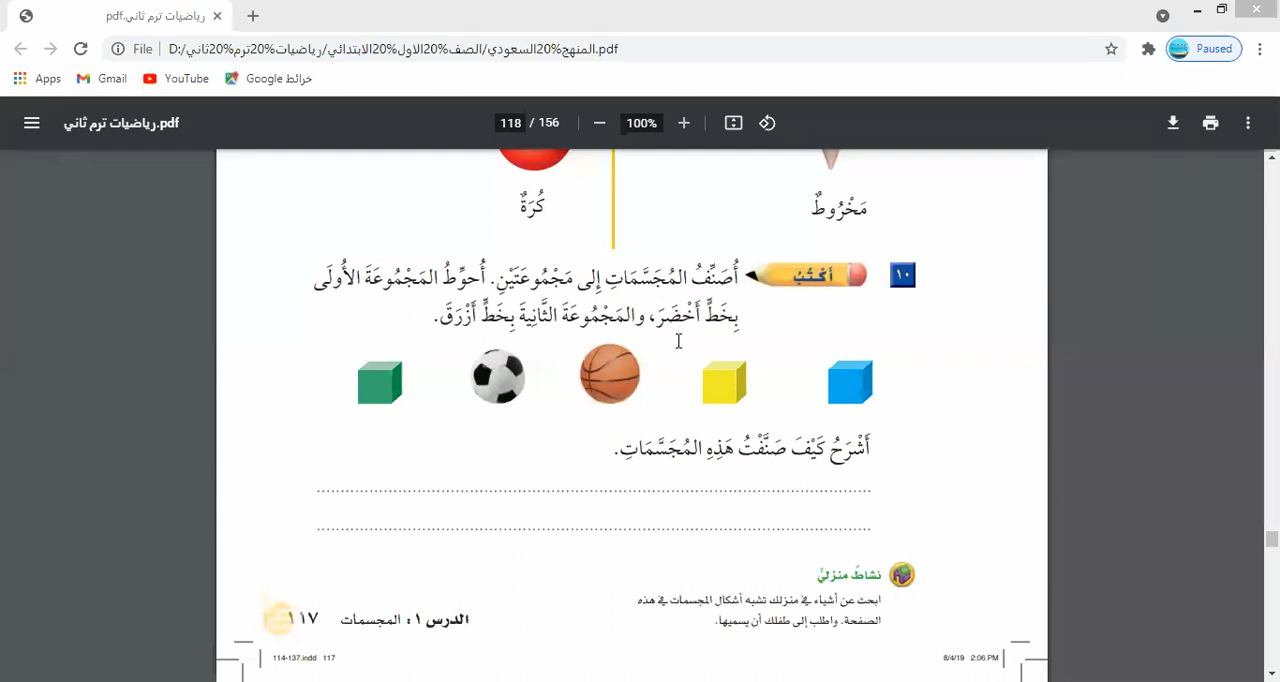 رياضيات ترم ثاني.pdf
File D:/المنهج%20السعودي/الصف%20الاول%20الابتدائي/رياضيات%20ترم%20ثاني.pdf
Paused
Apps Gmail YouTube خرائط Google
رياضيات ترم ثاني.pdf
118 / 156
100%
مَخْرُوطٌ
كُرَةٌ
١٠ أَكْتُبُ أُصَنِّفُ المُجَسَّمَاتِ إِلى مَجْمُوعَتَيْنِ. أُحوِّطُ المَجْمُوعَةَ الأُولَى
بِخَطٍّ أَخْضَرَ، والمَجْمُوعَةَ الثَّانِيةَ بِخَطٍّ أَزْرَقَ.
أَشْرَحُ كَيْفَ صَنَّفْتُ هَذِهِ المُجَسَّمَاتِ.
نشاطٌ منزليٌّ
ابحث عن أشياء في منزلك تشبه أشكال المجسمات في هذه
الصفحة. واطلب إلى طفلك أن يسميها.
الدرس ١: المجسمات ١١٧
114-137.indd 117
8/4/19 2:06 PM